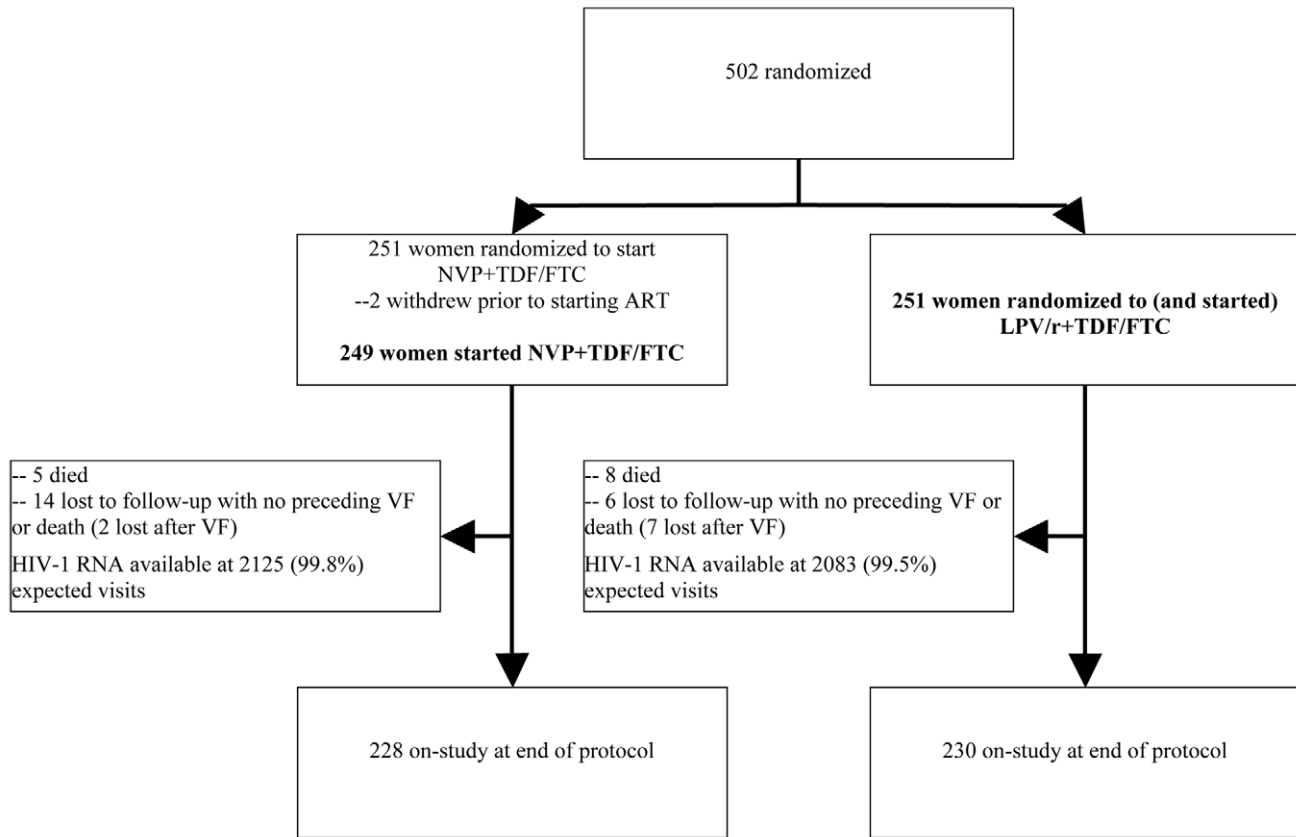 502 randomized
251 women randomized to start
NVP+TDF/FTC
--2 withdrew prior to starting ART
249 women started NVP+TDF/FTC
251 women randomized to (and started)
LPV/r+TDF/FTC
-- 5 died
-- 14 lost to follow-up with no preceding VF
or death (2 lost after VF)
HIV-1 RNA available at 2125 (99.8%)
expected visits
-- 8 died
-- 6 lost to follow-up with no preceding VF or
death (7 lost after VF)
HIV-1 RNA available at 2083 (99.5%)
expected visits
228 on-study at end of protocol
230 on-study at end of protocol